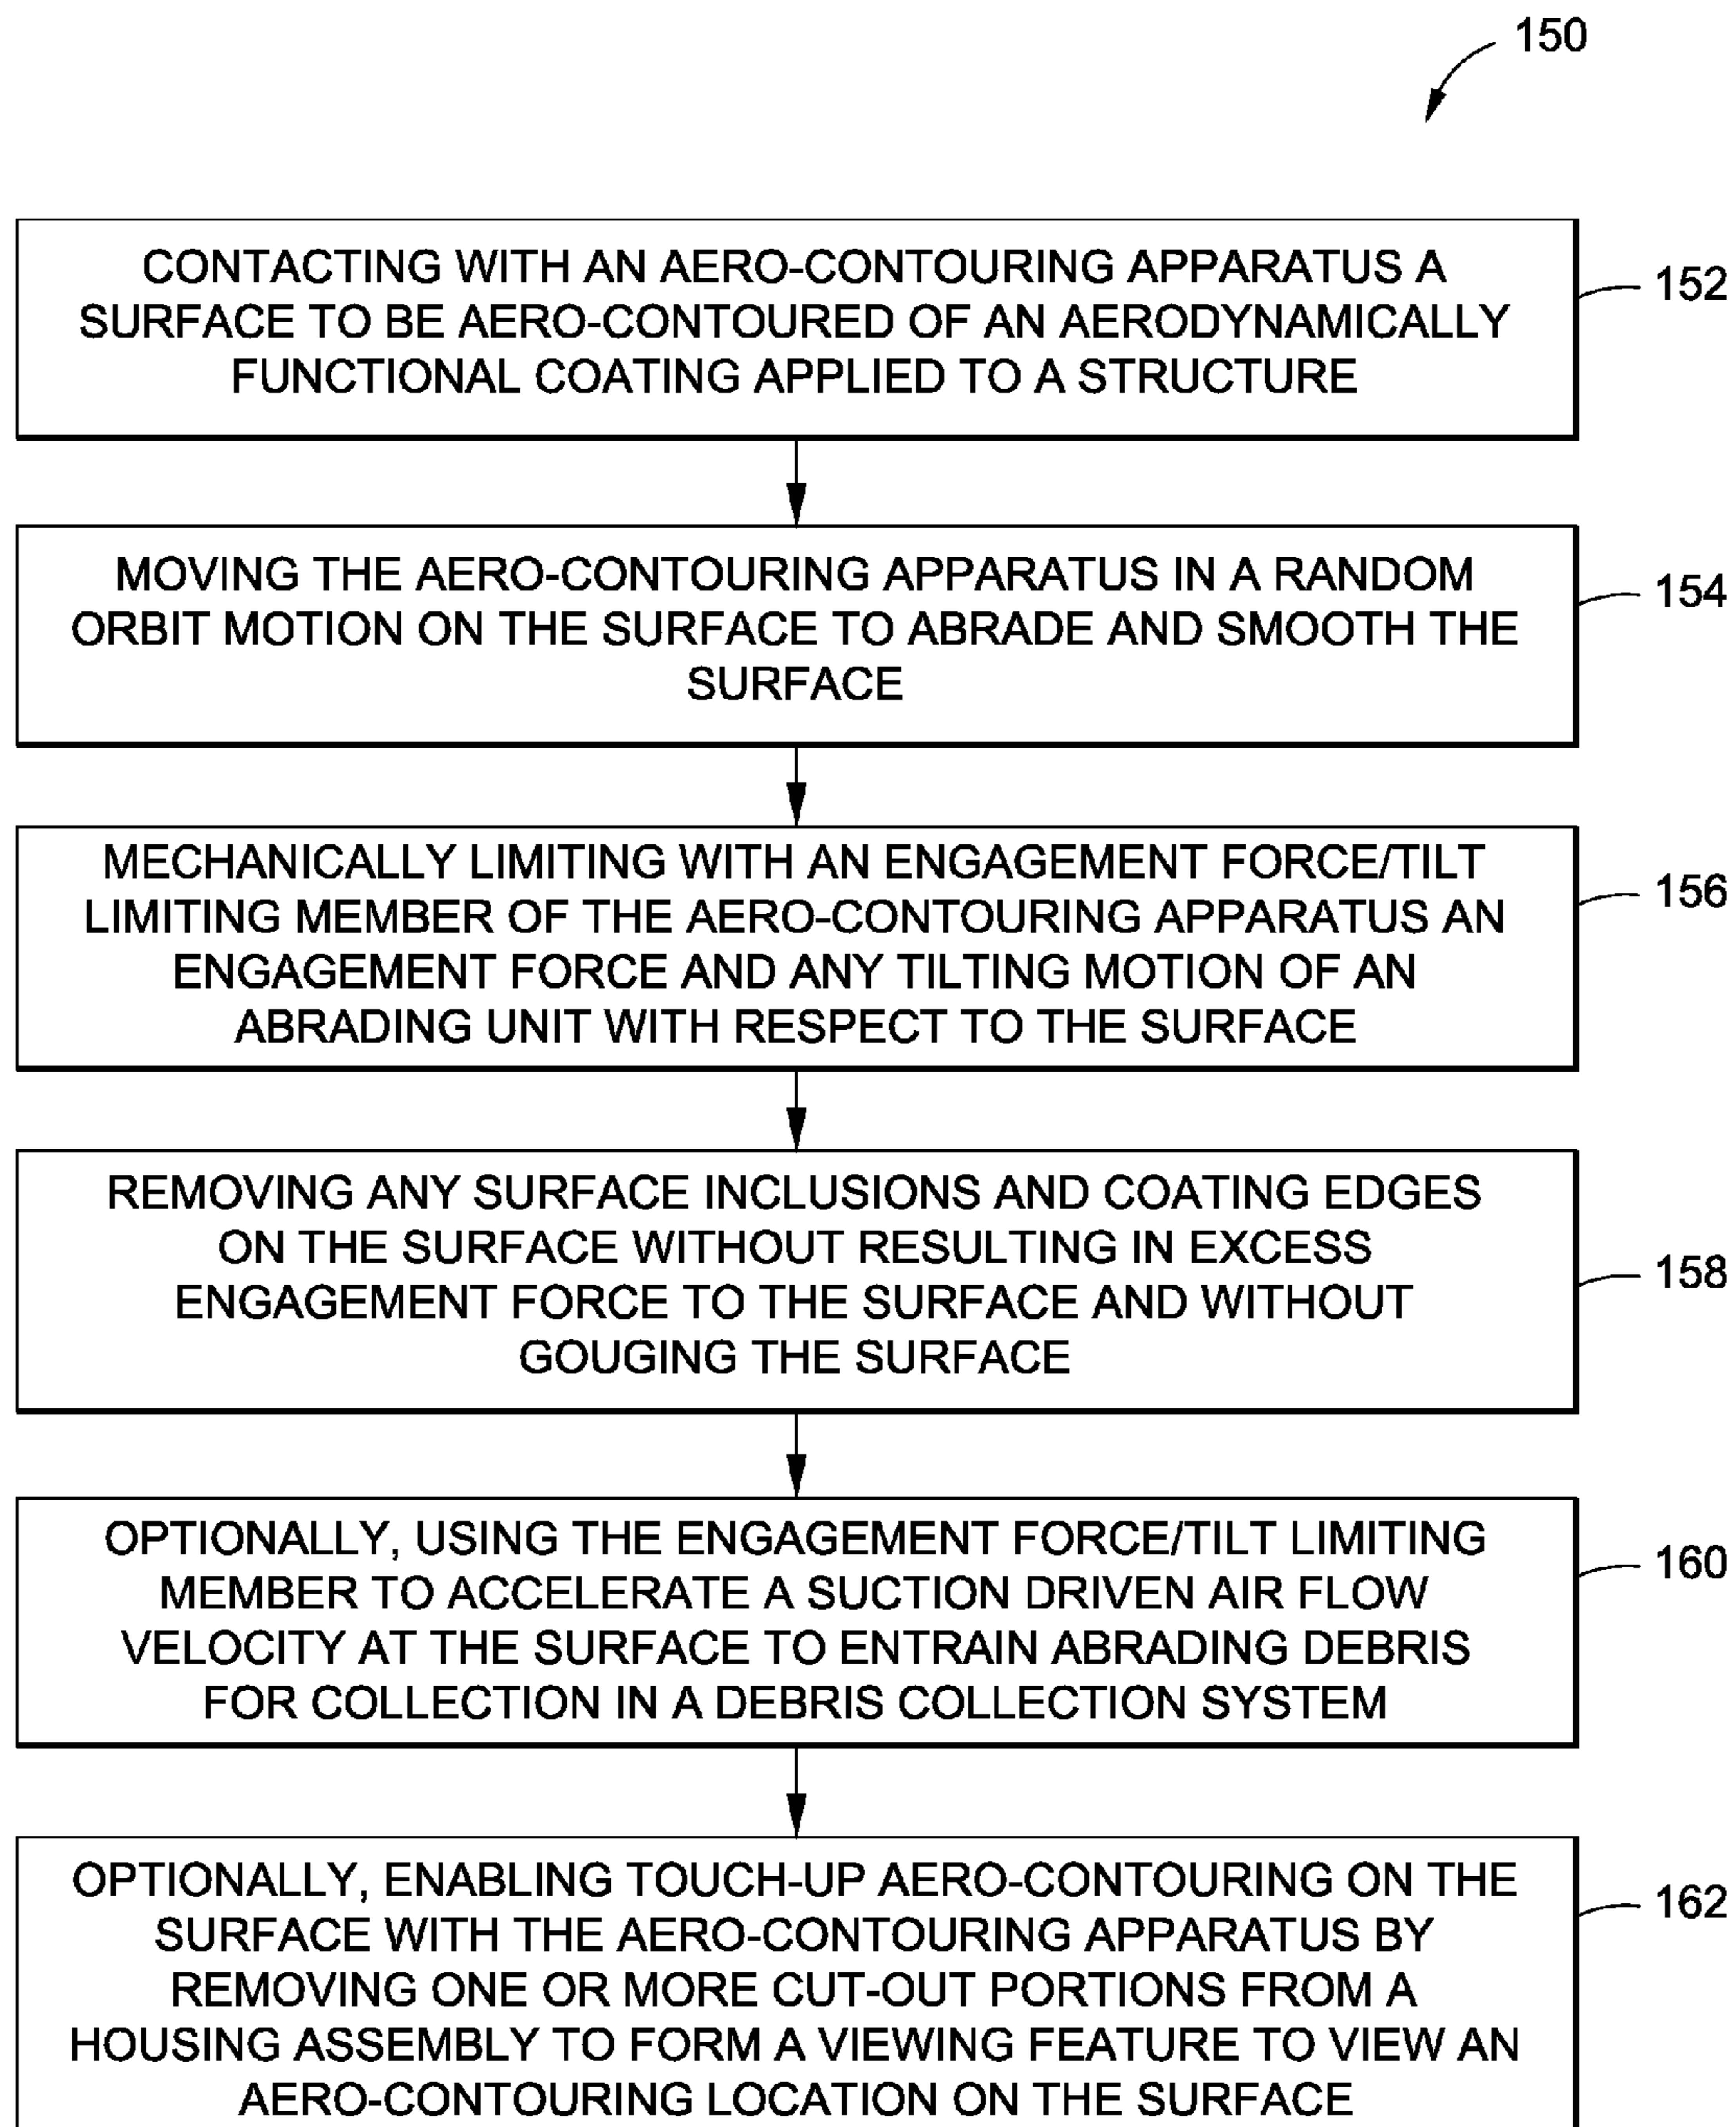 150
CONTACTING WITH AN AERO-CONTOURING APPARATUS A
SURFACE TO BE AERO-CONTOURED OF AN AERODYNAMICALLY
FUNCTIONAL COATING APPLIED TO A STRUCTURE
152
MOVING THE AERO-CONTOURING APPARATUS IN A RANDOM
ORBIT MOTION ON THE SURFACE TO ABRADE AND SMOOTH THE
SURFACE
154
MECHANICALLY LIMITING WITH AN ENGAGEMENT FORCE/TILT
LIMITING MEMBER OF THE AERO-CONTOURING APPARATUS AN
ENGAGEMENT FORCE AND ANY TILTING MOTION OF AN
ABRADING UNIT WITH RESPECT TO THE SURFACE
156
REMOVING ANY SURFACE INCLUSIONS AND COATING EDGES
ON THE SURFACE WITHOUT RESULTING IN EXCESS
ENGAGEMENT FORCE TO THE SURFACE AND WITHOUT
GOUGING THE SURFACE
158
OPTIONALLY, USING THE ENGAGEMENT FORCE/TILT LIMITING
MEMBER TO ACCELERATE A SUCTION DRIVEN AIR FLOW
VELOCITY AT THE SURFACE TO ENTRAIN ABRADING DEBRIS
FOR COLLECTION IN A DEBRIS COLLECTION SYSTEM
160
OPTIONALLY, ENABLING TOUCH-UP AERO-CONTOURING ON THE
SURFACE WITH THE AERO-CONTOURING APPARATUS BY
REMOVING ONE OR MORE CUT-OUT PORTIONS FROM A
HOUSING ASSEMBLY TO FORM A VIEWING FEATURE TO VIEW AN
AERO-CONTOURING LOCATION ON THE SURFACE
162